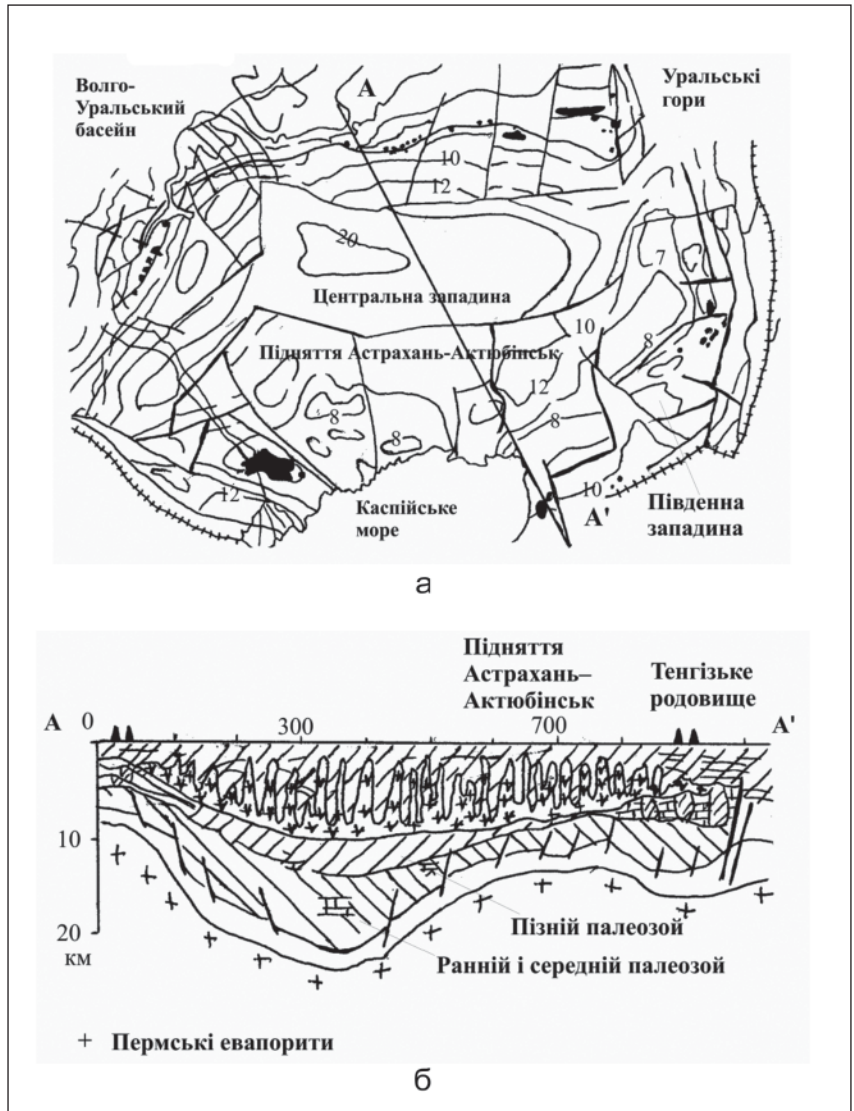 Волго-
Уральський
басейн
А
Уральські
гори
10
12
20
7
Центральна западина
10
Підняття Астрахань-Актюбінськ
8
12
8
8
8
12
10
Каспійське
море
А'
Південна
западина
а
Підняття
Астрахань–
Актюбінськ
Тенгізьке
родовище
А 0 300 700 А'
10
20
км
Пізній палеозой
Ранній і середній палеозой
+ Пермські евапорити
б